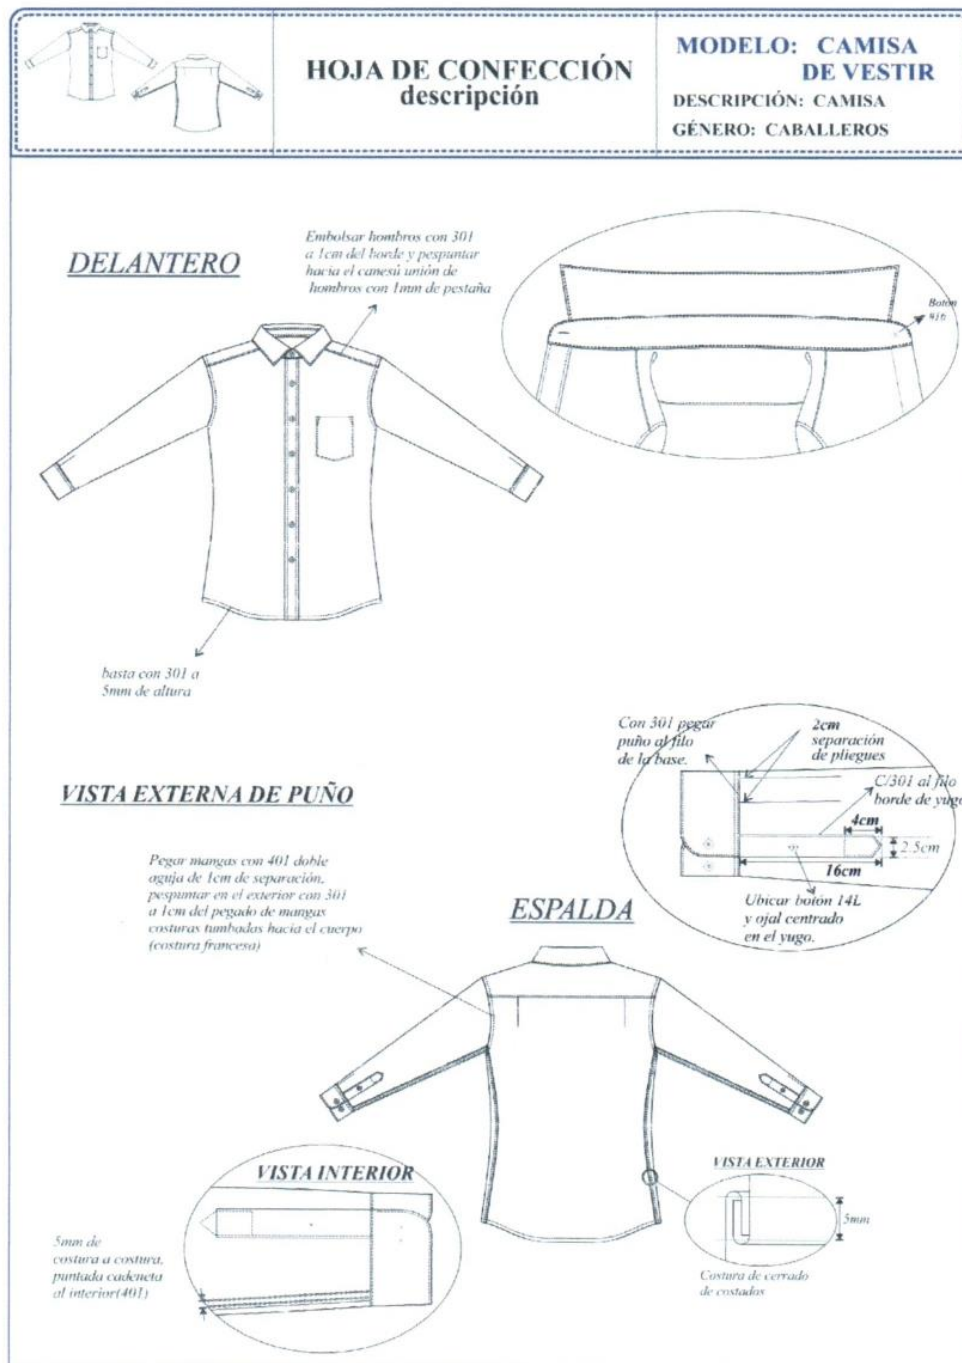 HOJA DE CONFECCIÓN
descripción
MODELO: CAMISA
DE VESTIR
DESCRIPCIÓN: CAMISA
GÉNERO: CABALLEROS
DELANTERO
Embolsar hombros con 301
a 1cm del borde y pespuntar
hacia el canesú unión de
hombros con 1mm de pestaña
Botón
#16
basta con 301 a
5mm de altura
Con 301 pegar
puño al filo
de la base.
2cm
separación
de pliegues
C/301 al filo
borde de yugo
4cm
2.5cm
16cm
Ubicar botón 14L
y ojal centrado
en el yugo.
VISTA EXTERNA DE PUÑO
Pegar mangas con 401 doble
aguja de 1cm de separación,
pespuntar en el exterior con 301
a 1cm del pegado de mangas
costuras tumbadas hacia el cuerpo
(costura francesa)
ESPALDA
VISTA INTERIOR
5mm de
costura a costura,
puntada cadeneta
al interior(401)
VISTA EXTERIOR
5mm
Costura de cerrado
de costados